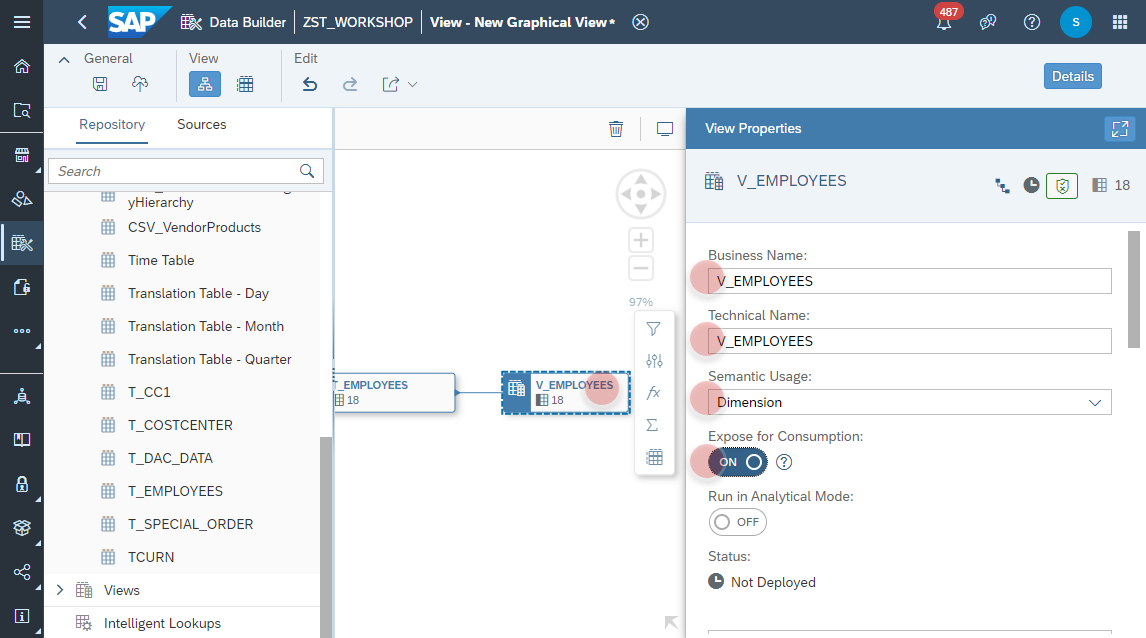 SAP Data Builder ZST_WORKSHOP View - New Graphical View* 487 S
General View Edit
Details
Repository Sources
Search
yHierarchy
CSV_VendorProducts
Time Table
Translation Table - Day
Translation Table - Month
Translation Table - Quarter
T_CC1
T_COSTCENTER
T_DAC_DATA
T_EMPLOYEES
T_SPECIAL_ORDER
TCURN
Views
Intelligent Lookups
97%
T_EMPLOYEES
18
V_EMPLOYEES
18
fx
Σ
View Properties
V_EMPLOYEES 18
Business Name:
V_EMPLOYEES
Technical Name:
V_EMPLOYEES
Semantic Usage:
Dimension
Expose for Consumption:
ON
Run in Analytical Mode:
OFF
Status:
Not Deployed